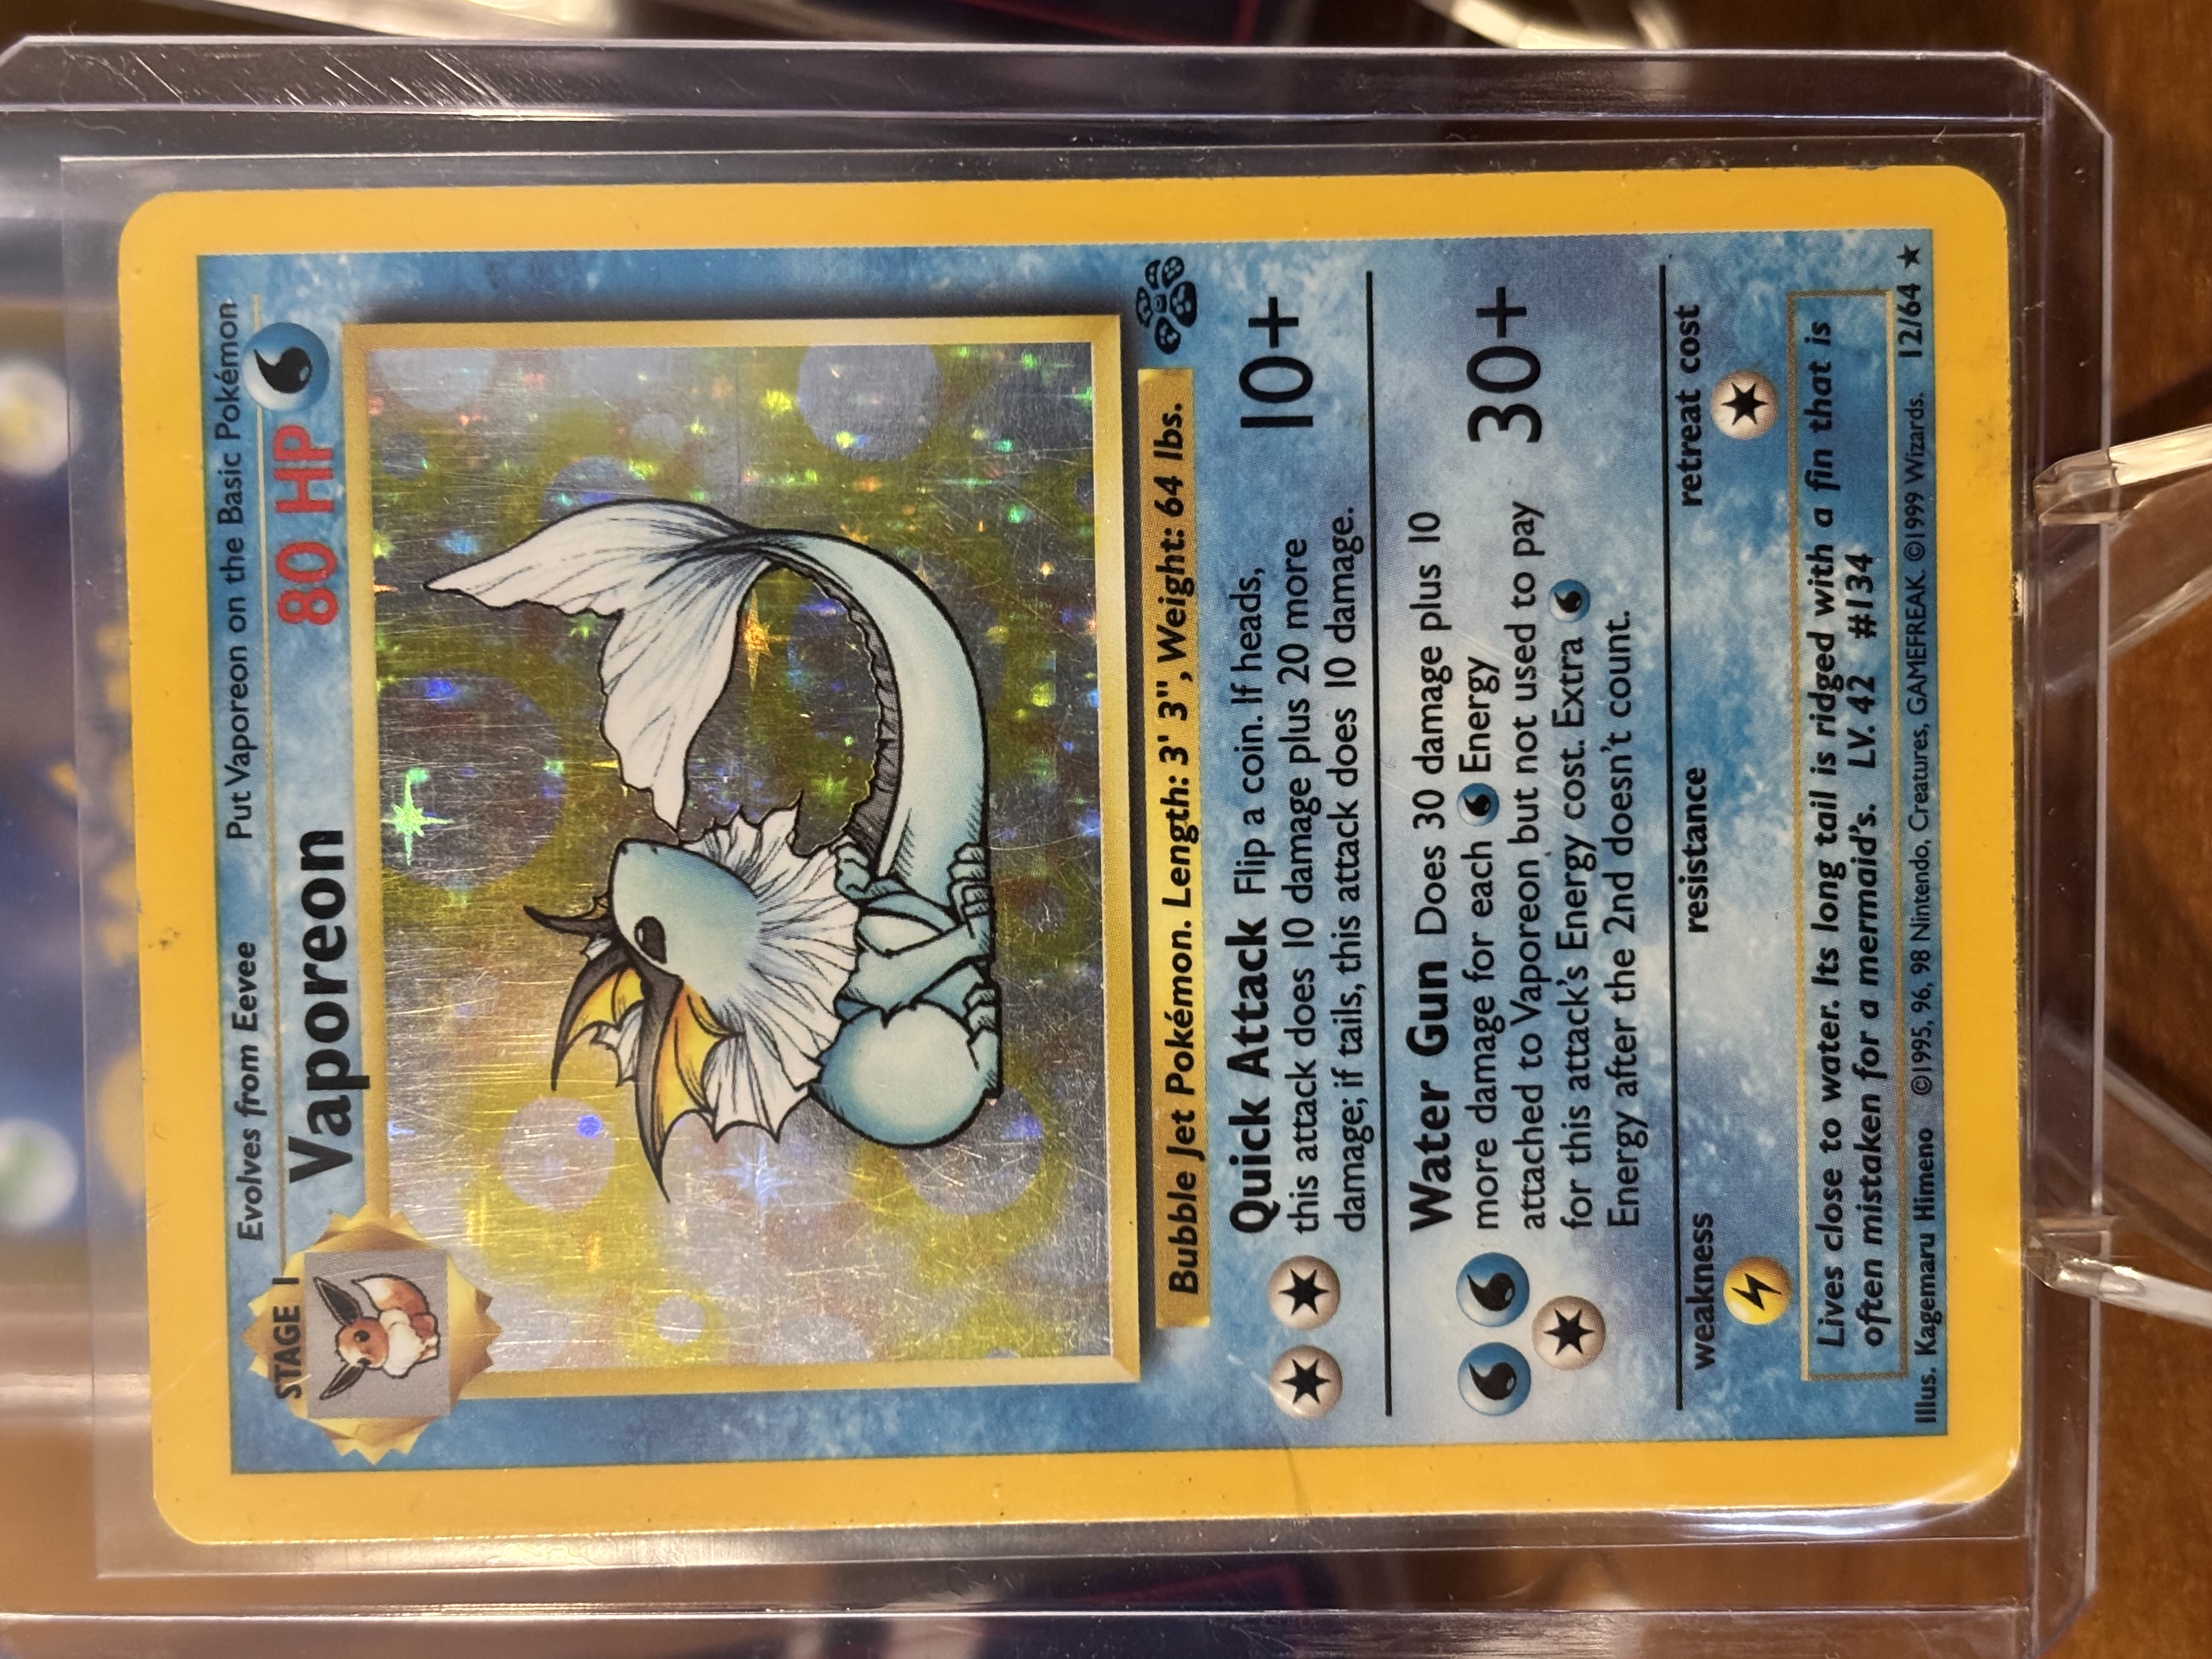 Evolves from Eevee Put Vaporeon on the Basic Pokémon
STAGE 1
Vaporeon 80 HP
Bubble Jet Pokémon. Length: 3' 3", Weight: 64 lbs.
Quick Attack Flip a coin. If heads,
this attack does 10 damage plus 20 more
damage; if tails, this attack does 10 damage.
10+
Water Gun Does 30 damage plus 10
more damage for each Energy
attached to Vaporeon but not used to pay
for this attack's Energy cost. Extra
Energy after the 2nd doesn't count.
30+
weakness resistance retreat cost
Lives close to water. Its long tail is ridged with a fin that is
often mistaken for a mermaid's. LV. 42 #134
Illus. Kagemaru Himeno ©1995, 96, 98 Nintendo, Creatures, GAMEFREAK. ©1999 Wizards. 12/64 ★